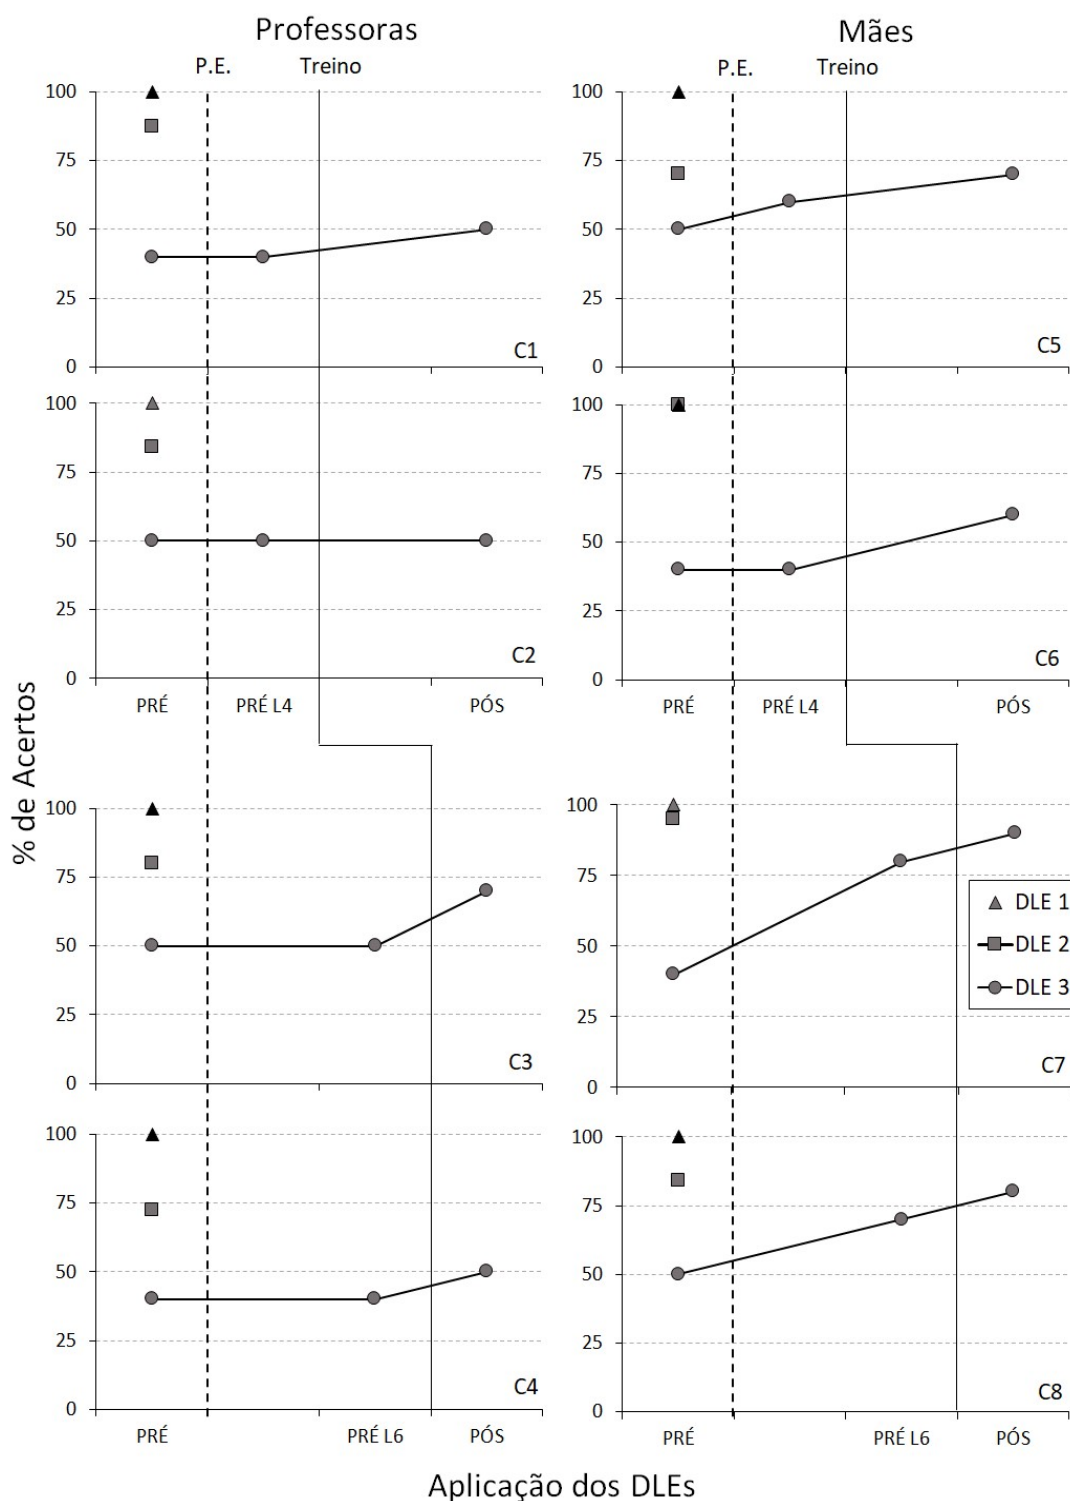 Professoras
Mães
P.E.
Treino
P.E.
Treino
% de Acertos
100
75
50
25
0
C1
100
75
50
25
0
C5
100
75
50
25
0
C2
PRÉ
PRÉ L4
PÓS
100
75
50
25
0
C6
PRÉ
PRÉ L4
PÓS
100
75
50
25
0
C3
100
75
50
25
0
C7
DLE 1
DLE 2
DLE 3
100
75
50
25
0
C4
PRÉ
PRÉ L6
PÓS
100
75
50
25
0
C8
PRÉ
PRÉ L6
PÓS
Aplicação dos DLEs